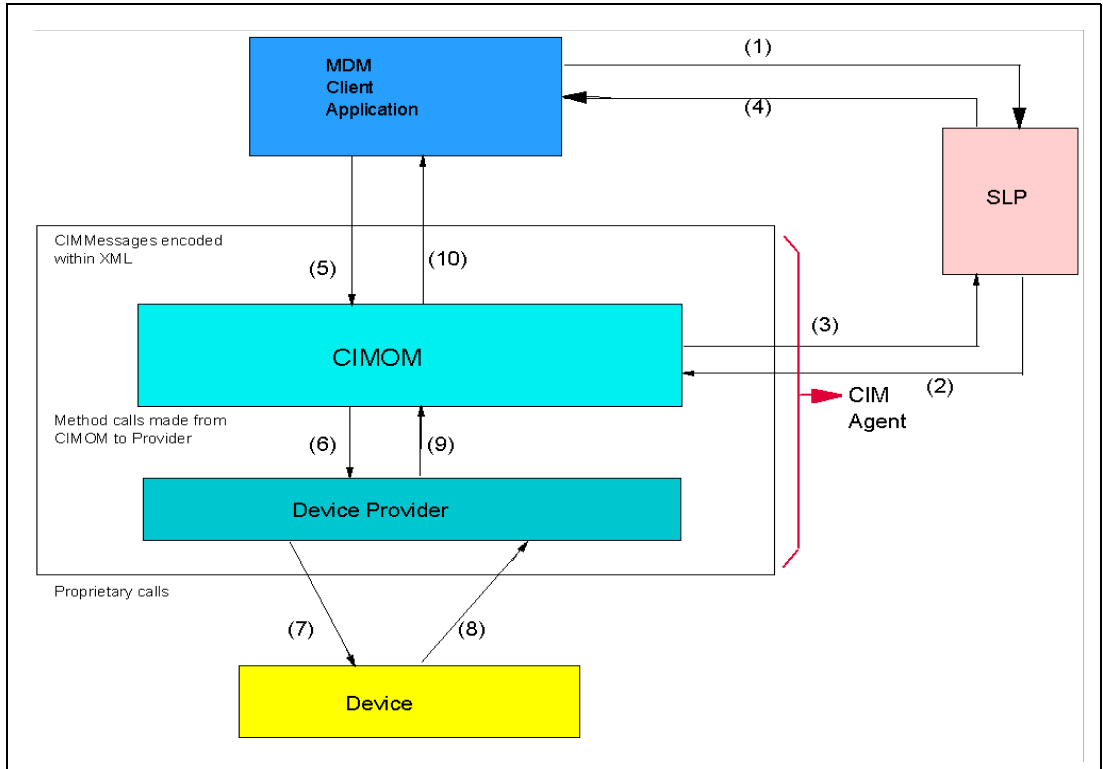 MDM
Client
Application
(1)
(4)
SLP
CIMMessages encoded
within XML
(5)
(10)
CIMOM
(3)
(2)
CIM
Agent
Method calls made from
CIMOM to Provider
(6)
(9)
Device Provider
Proprietary calls
(7)
(8)
Device